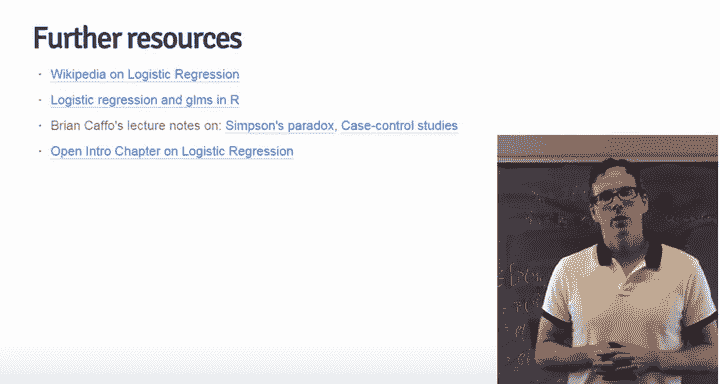 Further resources
Wikipedia on Logistic Regression
Logistic regression and glms in R
Brian Caffo's lecture notes on: Simpson's paradox, Case-control studies
Open Intro Chapter on Logistic Regression